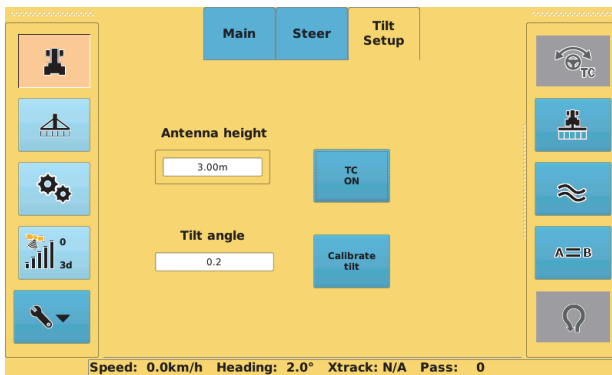 Main
Steer
Tilt
Setup
TC
Antenna height
3.00m
TC
ON
0
3d
Tilt angle
0.2
Calibrate
tilt
A B
Speed: 0.0km/h Heading: 2.0° Xtrack: N/A Pass: 0